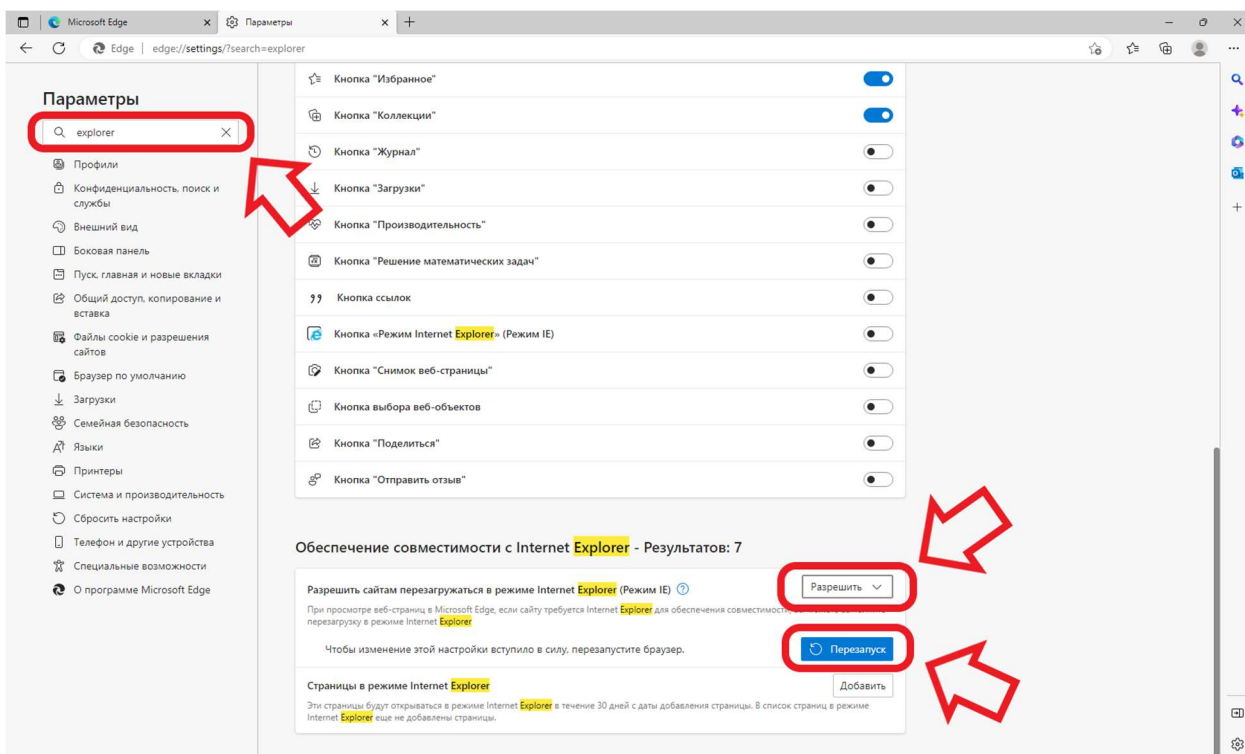 Microsoft Edge
Параметры
Edge | edge://settings/?search=explorer
Параметры
explorer
Профили
Конфиденциальность, поиск и
службы
Внешний вид
Боковая панель
Пуск, главная и новые вкладки
Общий доступ, копирование и
вставка
Файлы cookie и разрешения
сайтов
Браузер по умолчанию
Загрузки
Семейная безопасность
Языки
Принтеры
Система и производительность
Сбросить настройки
Телефон и другие устройства
Специальные возможности
О программе Microsoft Edge
Кнопка "Избранное"
Кнопка "Коллекции"
Кнопка "Журнал"
Кнопка "Загрузки"
Кнопка "Производительность"
Кнопка "Решение математических задач"
Кнопка ссылок
Кнопка «Режим Internet Explorer» (Режим IE)
Кнопка "Снимок веб-страницы"
Кнопка выбора веб-объектов
Кнопка "Поделиться"
Кнопка "Отправить отзыв"
Обеспечение совместимости с Internet Explorer - Результатов: 7
Разрешить сайтам перезагружаться в режиме Internet Explorer (Режим IE)
Разрешить
При просмотре веб-страниц в Microsoft Edge, если сайту требуется Internet Explorer для обеспечения совместимости,
перезагрузку в режиме Internet Explorer
Чтобы изменение этой настройки вступило в силу, перезапустите браузер.
Перезапуск
Страницы в режиме Internet Explorer
Добавить
Эти страницы будут открываться в режиме Internet Explorer в течение 30 дней с даты добавления страницы. В список страниц в режиме
Internet Explorer еще не добавлены страницы.